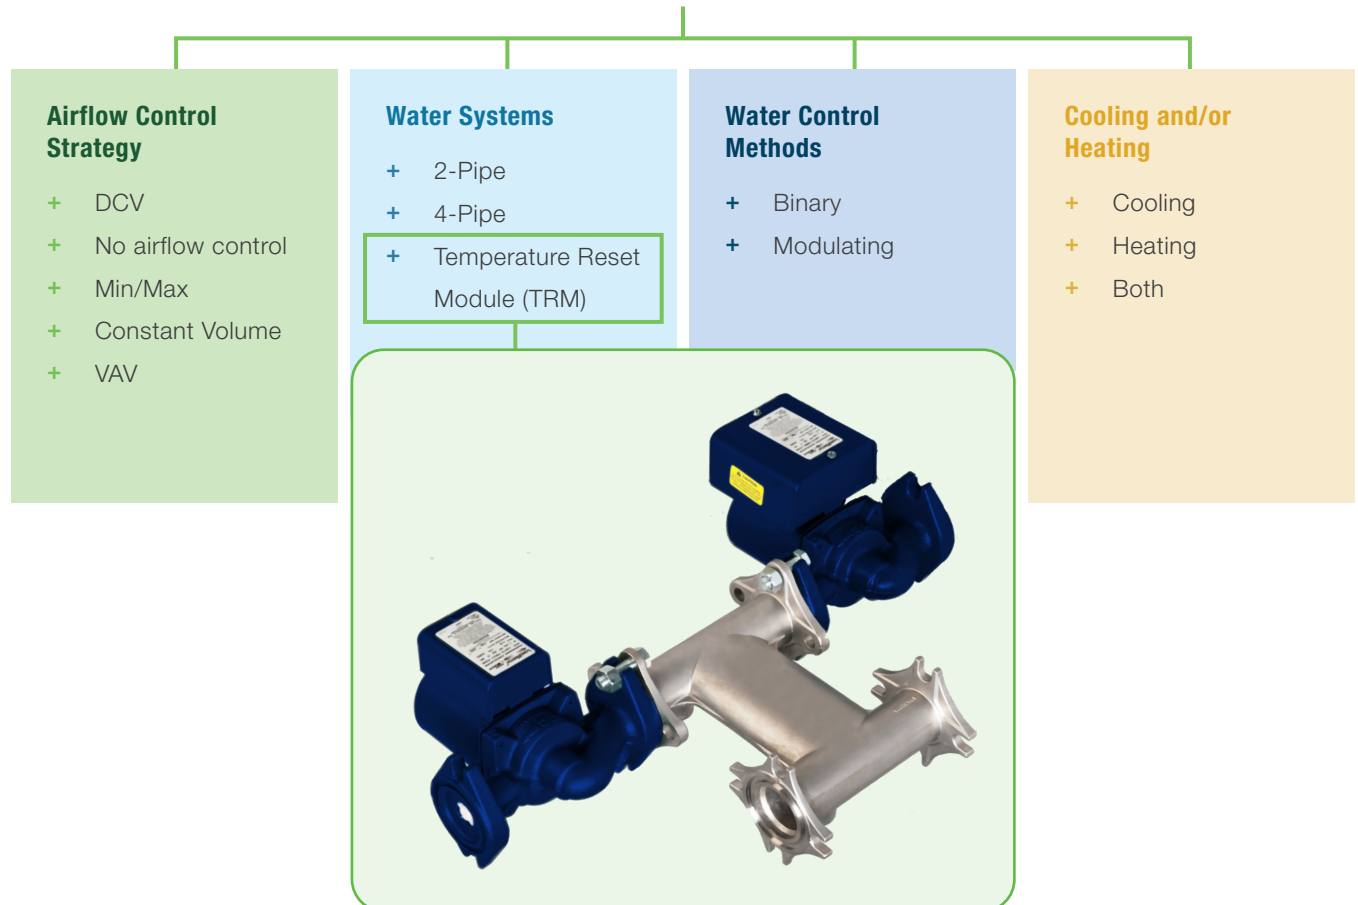 Airflow Control
Strategy
+ DCV
+ No airflow control
+ Min/Max
+ Constant Volume
+ VAV
Water Systems
+ 2-Pipe
+ 4-Pipe
+ Temperature Reset
Module (TRM)
Water Control
Methods
+ Binary
+ Modulating
Cooling and/or
Heating
+ Cooling
+ Heating
+ Both